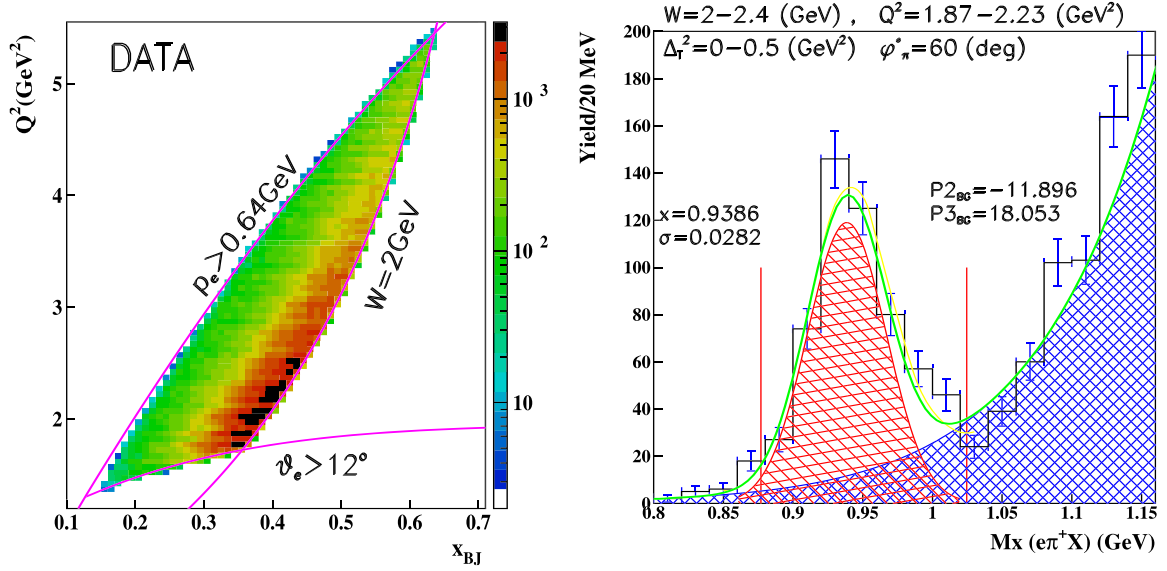 DATA
Q²(GeV²)
5
4
3
2
p_e>0.64GeV
W=2GeV
ϑ_e>12°
0.1 0.2 0.3 0.4 0.5 0.6 0.7
x_BJ
10³
10²
10
W=2−2.4 (GeV) , Q²=1.87−2.23 (GeV²)
Δ_T²=0−0.5 (GeV²) φ*_π=60 (deg)
Yield/20 MeV
200
180
160
140
120
100
80
60
40
20
0
x=0.9386
σ=0.0282
P2_BG=−11.896
P3_BG=18.053
0.8 0.85 0.9 0.95 1 1.05 1.1 1.15
Mx (eπ⁺X) (GeV)